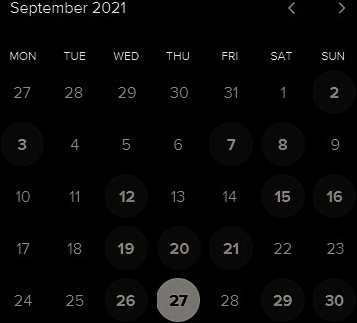 September 2021 < >
MON TUE WED THU FRI SAT SUN
27 28 29 30 31 1 2
3 4 5 6 7 8 9
10 11 12 13 14 15 16
17 18 19 20 21 22 23
24 25 26 27 28 29 30